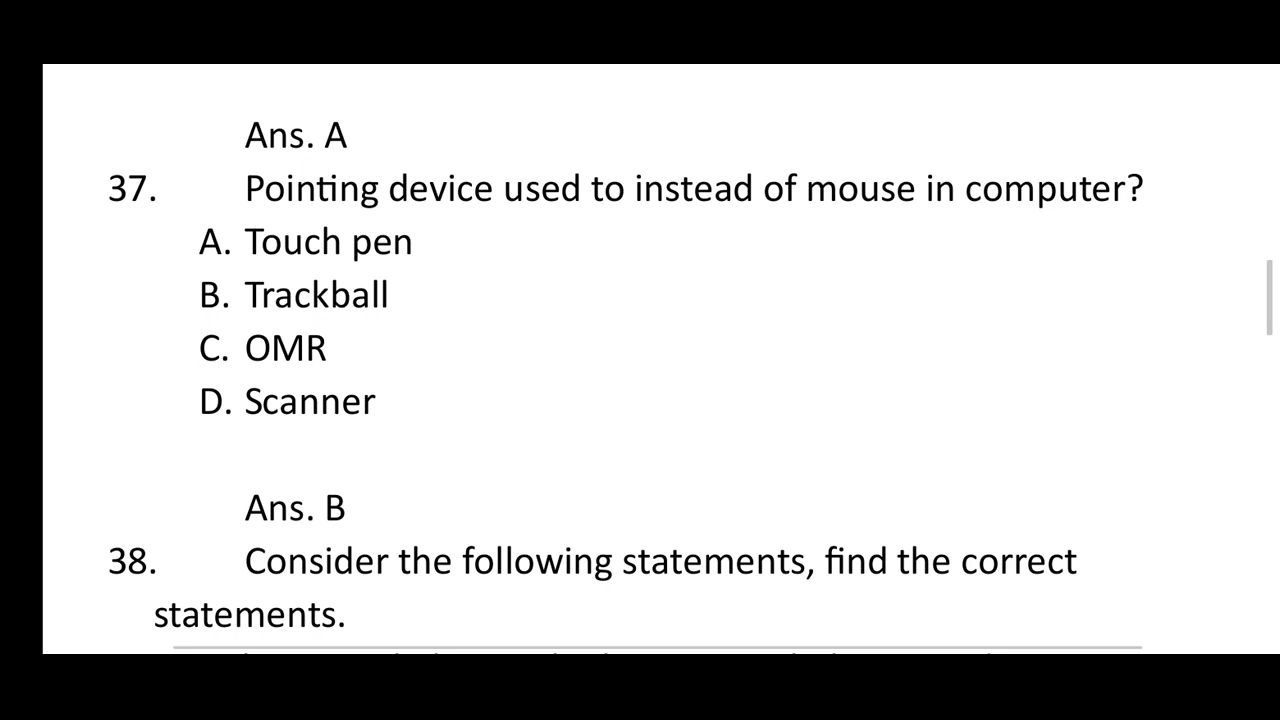 Ans. A
37. Pointing device used to instead of mouse in computer?
A. Touch pen
B. Trackball
C. OMR
D. Scanner
Ans. B
38. Consider the following statements, find the correct
statements.